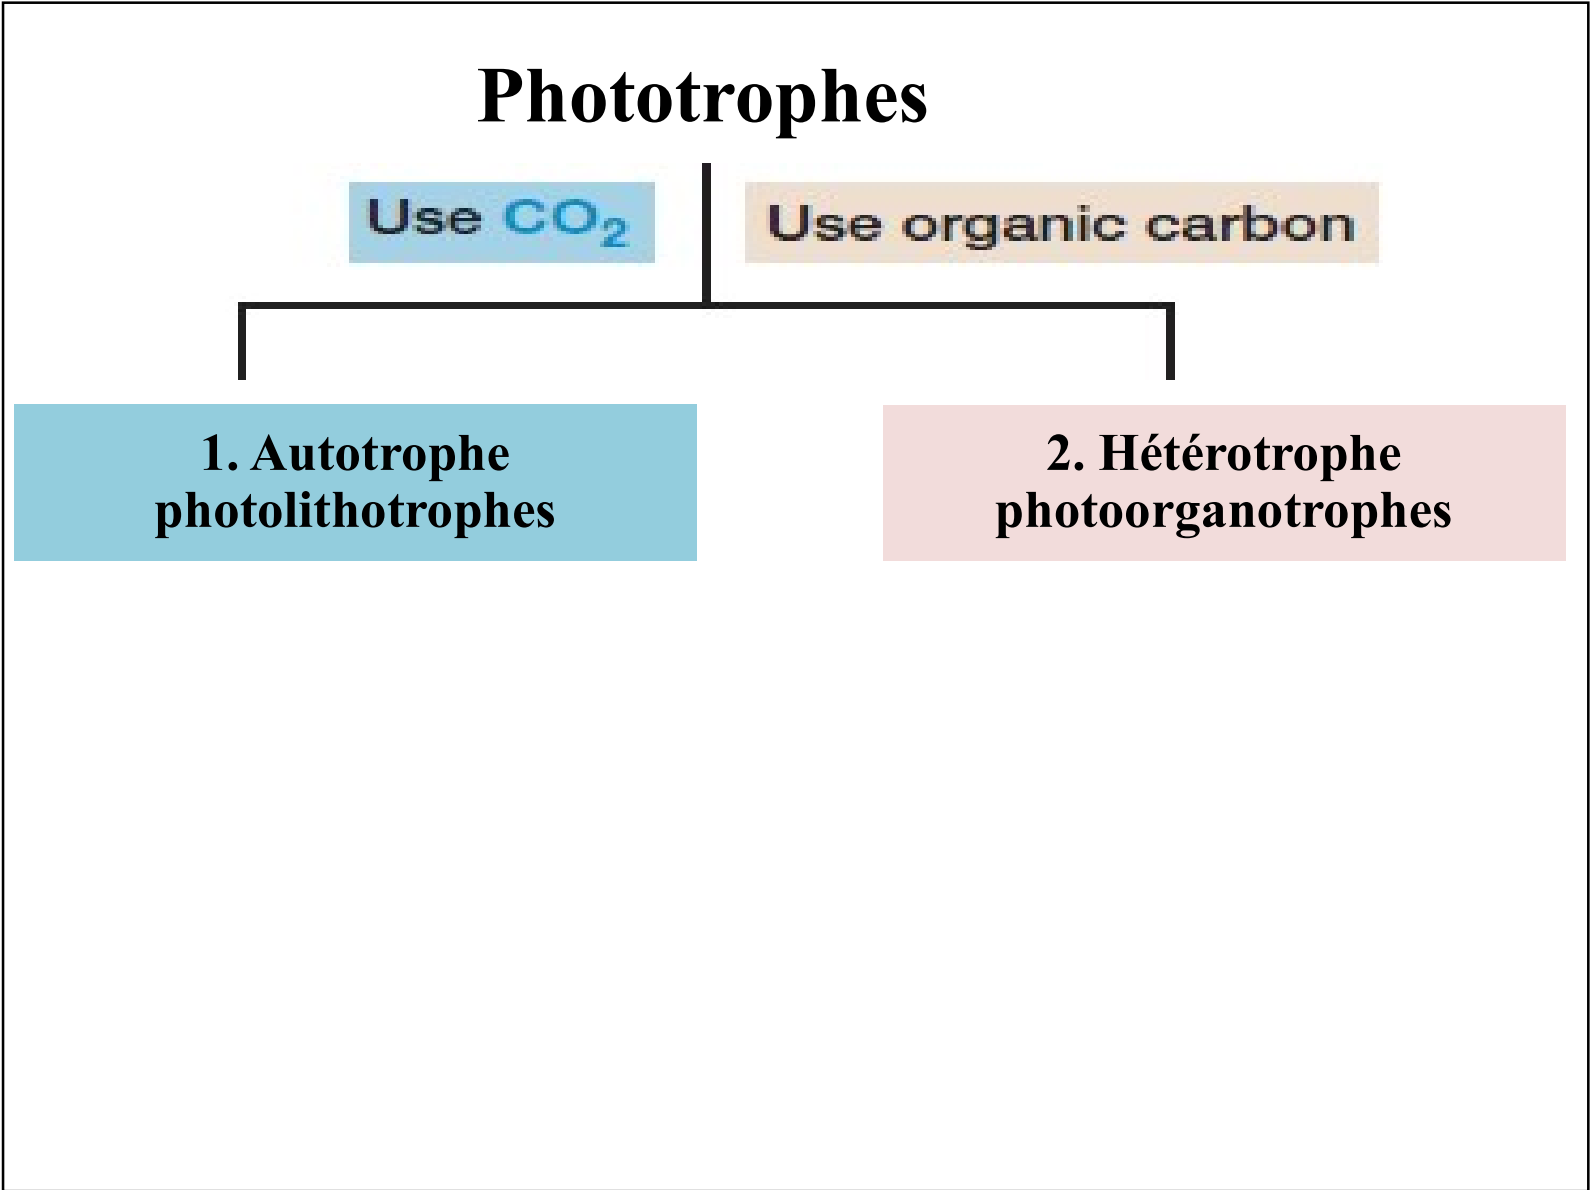 Phototrophes
Use CO₂
Use organic carbon
1. Autotrophe
photolithotrophes
2. Hétérotrophe
photoorganotrophes